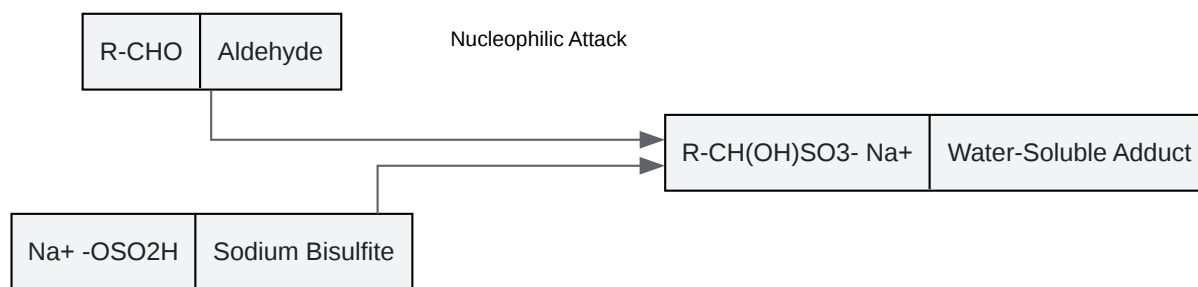 R-CHO Aldehyde
Nucleophilic Attack
R-CH(OH)SO3- Na+ Water-Soluble Adduct
Na+ -OSO2H Sodium Bisulfite